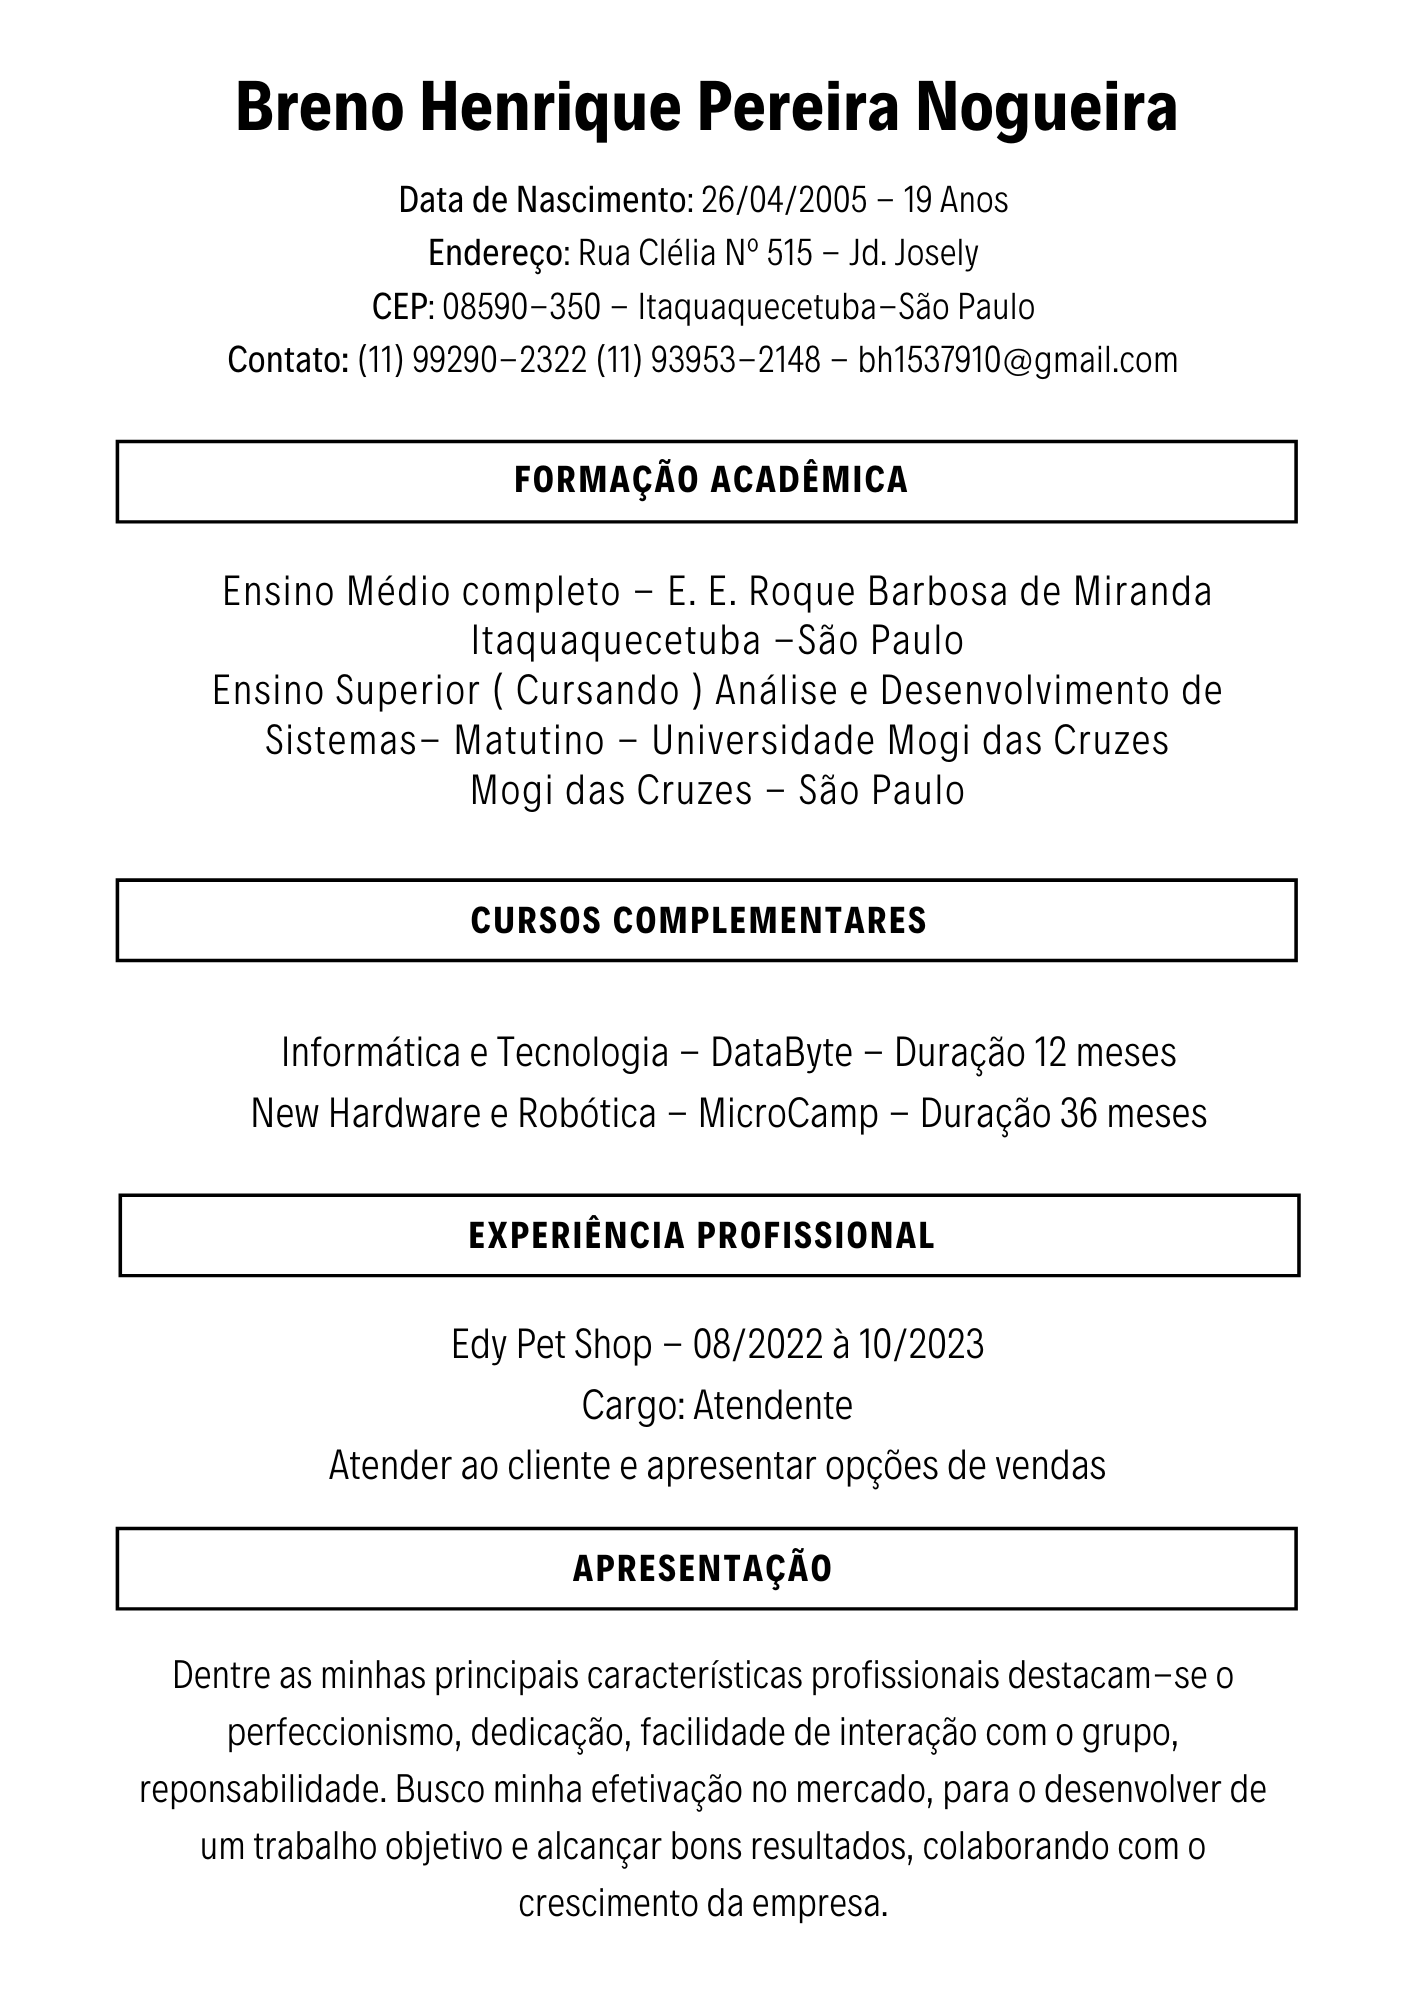 Breno Henrique Pereira Nogueira
Data de Nascimento: 26/04/2005 – 19 Anos
Endereço: Rua Clélia Nº 515 – Jd. Josely
CEP: 08590–350 – Itaquaquecetuba–São Paulo
Contato: (11) 99290–2322 (11) 93953–2148 – bh1537910@gmail.com
FORMAÇÃO ACADÊMICA
Ensino Médio completo – E. E. Roque Barbosa de Miranda
Itaquaquecetuba –São Paulo
Ensino Superior ( Cursando ) Análise e Desenvolvimento de
Sistemas– Matutino – Universidade Mogi das Cruzes
Mogi das Cruzes – São Paulo
CURSOS COMPLEMENTARES
Informática e Tecnologia – DataByte – Duração 12 meses
New Hardware e Robótica – MicroCamp – Duração 36 meses
EXPERIÊNCIA PROFISSIONAL
Edy Pet Shop – 08/2022 à 10/2023
Cargo: Atendente
Atender ao cliente e apresentar opções de vendas
APRESENTAÇÃO
Dentre as minhas principais características profissionais destacam–se o
perfeccionismo, dedicação, facilidade de interação com o grupo,
reponsabilidade. Busco minha efetivação no mercado, para o desenvolver de
um trabalho objetivo e alcançar bons resultados, colaborando com o
crescimento da empresa.